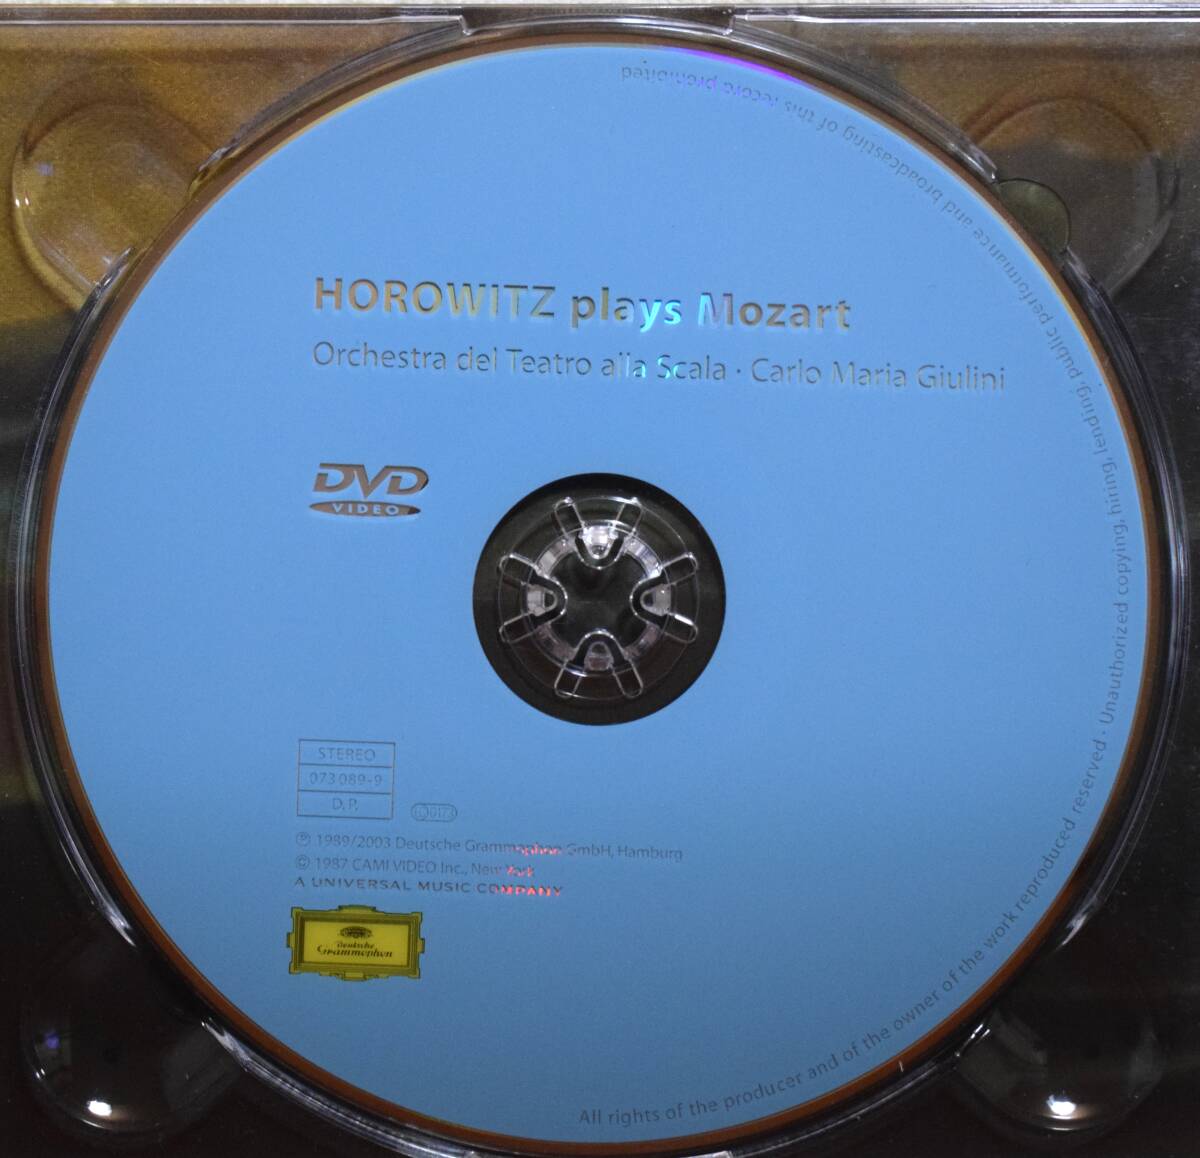 HOROWITZ plays Mozart
Orchestra del Teatro alla Scala · Carlo Maria Giulini
DVD
VIDEO
STEREO
073 089-9
D.P.
0173
℗ 1989/2003 Deutsche Grammophon GmbH, Hamburg
© 1987 CAMI VIDEO Inc., New York
A UNIVERSAL MUSIC COMPANY
Deutsche
Grammophon
All rights of the producer and of the owner of the work reproduced reserved · Unauthorized copying, hiring, lending, public performance and broadcasting of this record prohibited